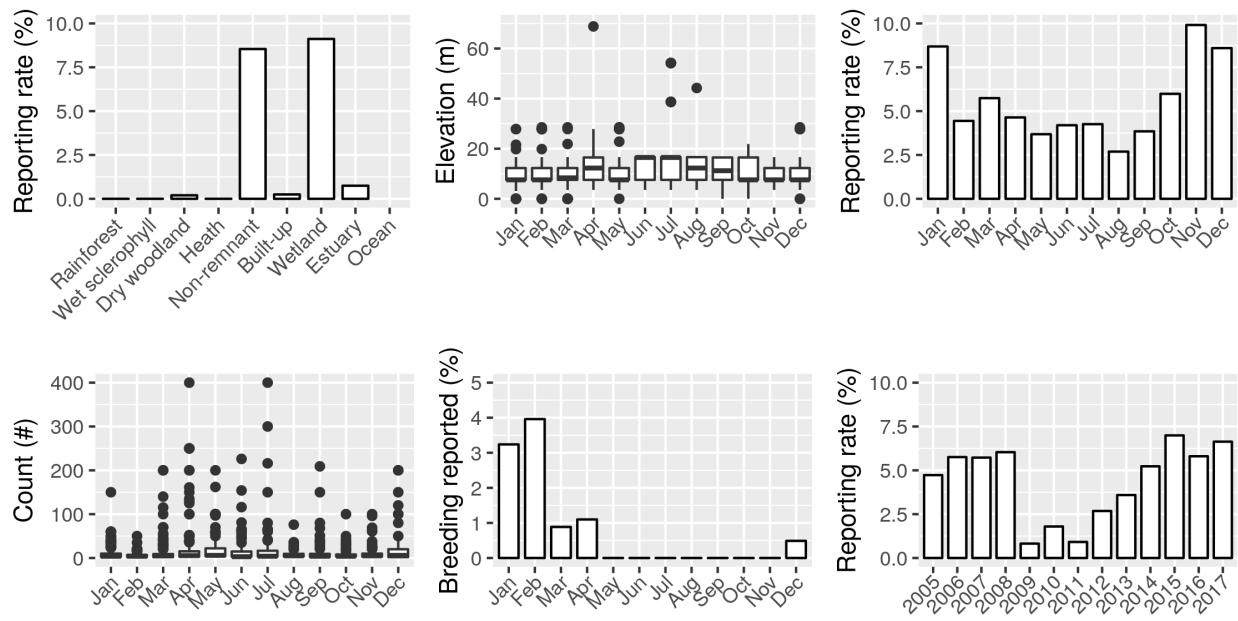 Reporting rate (%)
10.0
7.5
5.0
2.5
0.0
Rainforest
Wet sclerophyll
Dry woodland
Heath
Non-remnant
Built-up
Wetland
Estuary
Ocean
Elevation (m)
60
40
20
0
Jan
Feb
Mar
Apr
May
Jun
Jul
Aug
Sep
Oct
Nov
Dec
Reporting rate (%)
10.0
7.5
5.0
2.5
0.0
Jan
Feb
Mar
Apr
May
Jun
Jul
Aug
Sep
Oct
Nov
Dec
Count (#)
400
300
200
100
0
Jan
Feb
Mar
Apr
May
Jun
Jul
Aug
Sep
Oct
Nov
Dec
Breeding reported (%)
5
4
3
2
1
0
Jan
Feb
Mar
Apr
May
Jun
Jul
Aug
Sep
Oct
Nov
Dec
Reporting rate (%)
10.0
7.5
5.0
2.5
0.0
2005
2006
2007
2008
2009
2010
2011
2012
2013
2014
2015
2016
2017